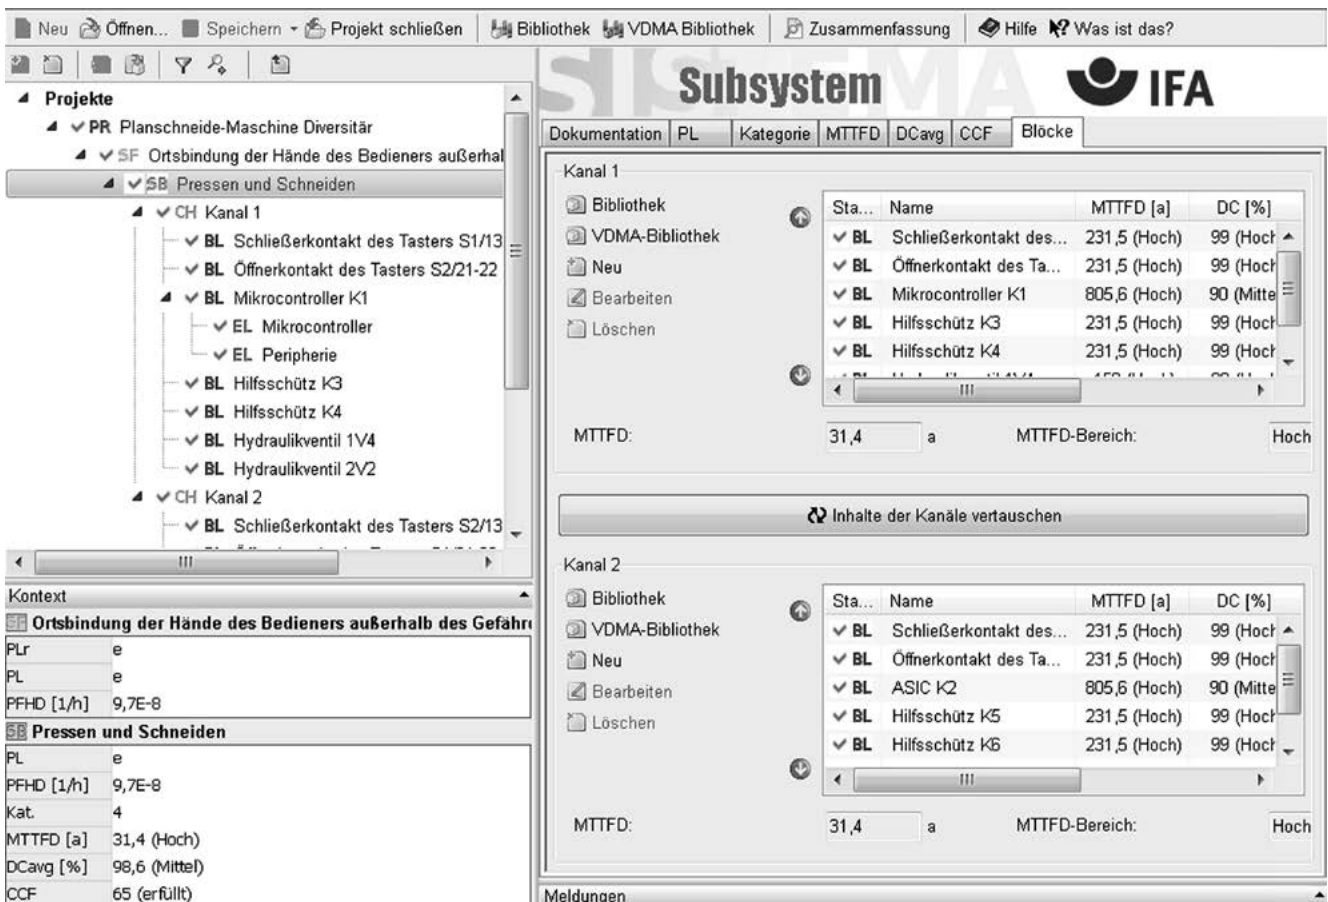 Neu Öffnen... Speichern Projekt schließen Bibliothek VDMA Bibliothek Zusammenfassung Hilfe Was ist das?
SISTEMA
Subsystem
IFA
Projekte
PR Planschneide-Maschine Diversitär
SF Ortsbindung der Hände des Bedieners außerhal
SB Pressen und Schneiden
CH Kanal 1
BL Schließerkontakt des Tasters S1/13
BL Öffnerkontakt des Tasters S2/21-22
BL Mikrocontroller K1
EL Mikrocontroller
EL Peripherie
BL Hilfsschütz K3
BL Hilfsschütz K4
BL Hydraulikventil 1V4
BL Hydraulikventil 2V2
CH Kanal 2
BL Schließerkontakt des Tasters S2/13
Kontext
SF Ortsbindung der Hände des Bedieners außerhalb des Gefähr
PLr e
PL e
PFHD [1/h] 9,7E-8
SB Pressen und Schneiden
PL e
PFHD [1/h] 9,7E-8
Kat. 4
MTTFD [a] 31,4 (Hoch)
DCavg [%] 98,6 (Mittel)
CCF 65 (erfüllt)
Dokumentation PL Kategorie MTTFD DCavg CCF Blöcke
Kanal 1
Bibliothek
VDMA-Bibliothek
Neu
Bearbeiten
Löschen
Sta... Name MTTFD [a] DC [%]
BL Schließerkontakt des... 231,5 (Hoch) 99 (Hoch
BL Öffnerkontakt des Ta... 231,5 (Hoch) 99 (Hoch
BL Mikrocontroller K1 805,6 (Hoch) 90 (Mitte
BL Hilfsschütz K3 231,5 (Hoch) 99 (Hoch
BL Hilfsschütz K4 231,5 (Hoch) 99 (Hoch
MTTFD: 31,4 a MTTFD-Bereich: Hoch
Inhalte der Kanäle vertauschen
Kanal 2
Bibliothek
VDMA-Bibliothek
Neu
Bearbeiten
Löschen
Sta... Name MTTFD [a] DC [%]
BL Schließerkontakt des... 231,5 (Hoch) 99 (Hoch
BL Öffnerkontakt des Ta... 231,5 (Hoch) 99 (Hoch
BL ASIC K2 805,6 (Hoch) 90 (Mitte
BL Hilfsschütz K5 231,5 (Hoch) 99 (Hoch
BL Hilfsschütz K6 231,5 (Hoch) 99 (Hoch
MTTFD: 31,4 a MTTFD-Bereich: Hoch
Meldungen